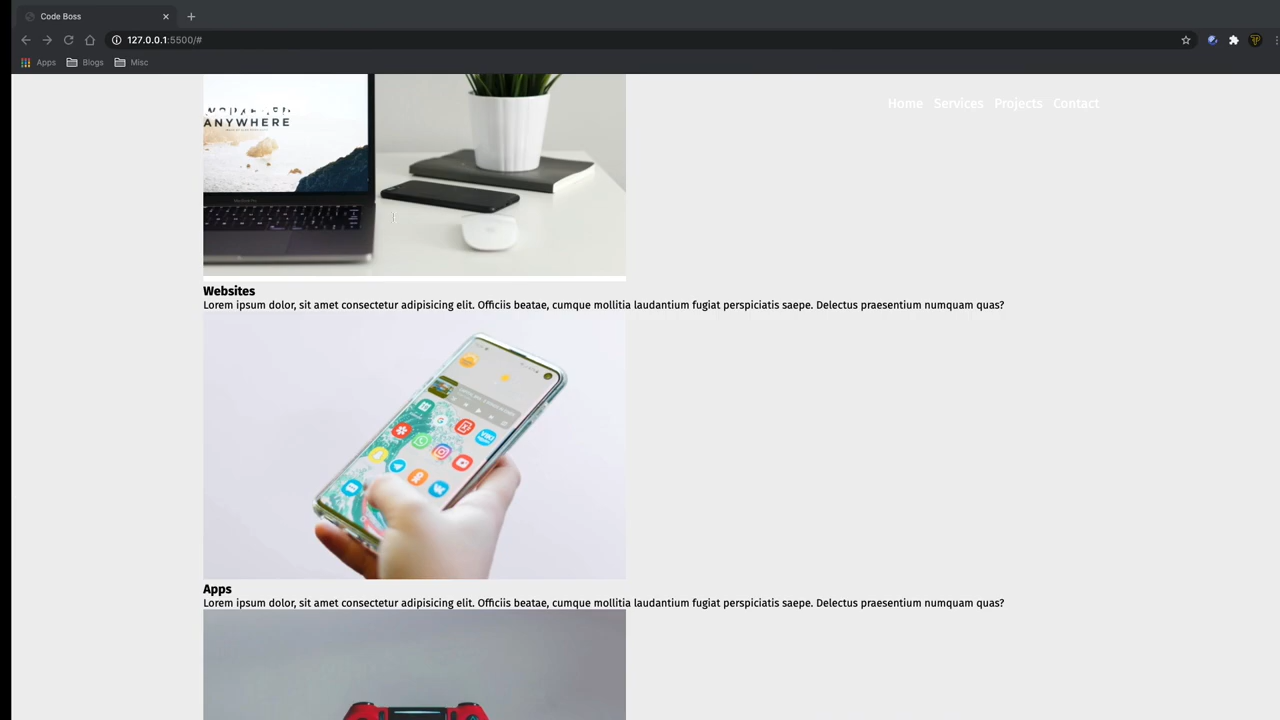 Code Boss
127.0.0.1:5500/#
Apps Blogs Misc
Home Services Projects Contact
ANYWHERE
Websites
Lorem ipsum dolor, sit amet consectetur adipisicing elit. Officiis beatae, cumque mollitia laudantium fugiat perspiciatis saepe. Delectus praesentium numquam quas?
Apps
Lorem ipsum dolor, sit amet consectetur adipisicing elit. Officiis beatae, cumque mollitia laudantium fugiat perspiciatis saepe. Delectus praesentium numquam quas?